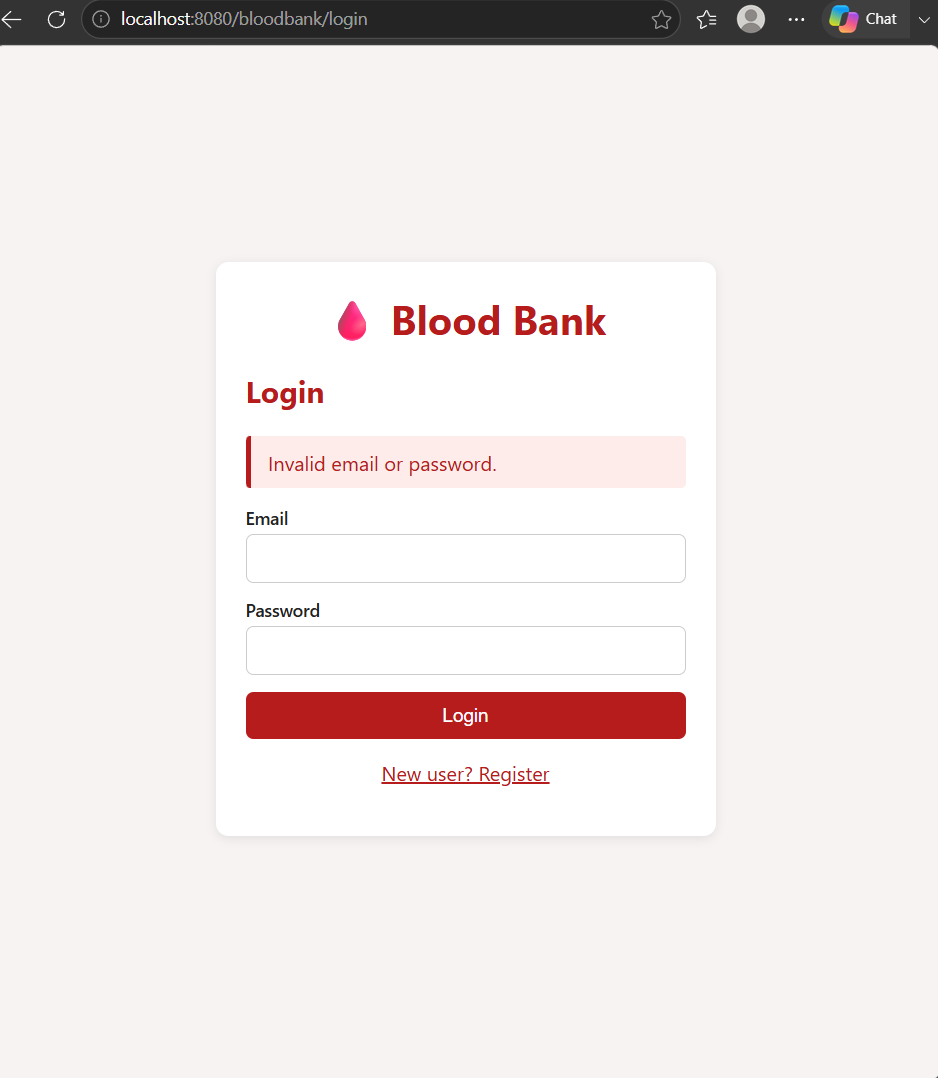 localhost:8080/bloodbank/login
Chat
Blood Bank
Login
Invalid email or password.
Email
Password
Login
New user? Register